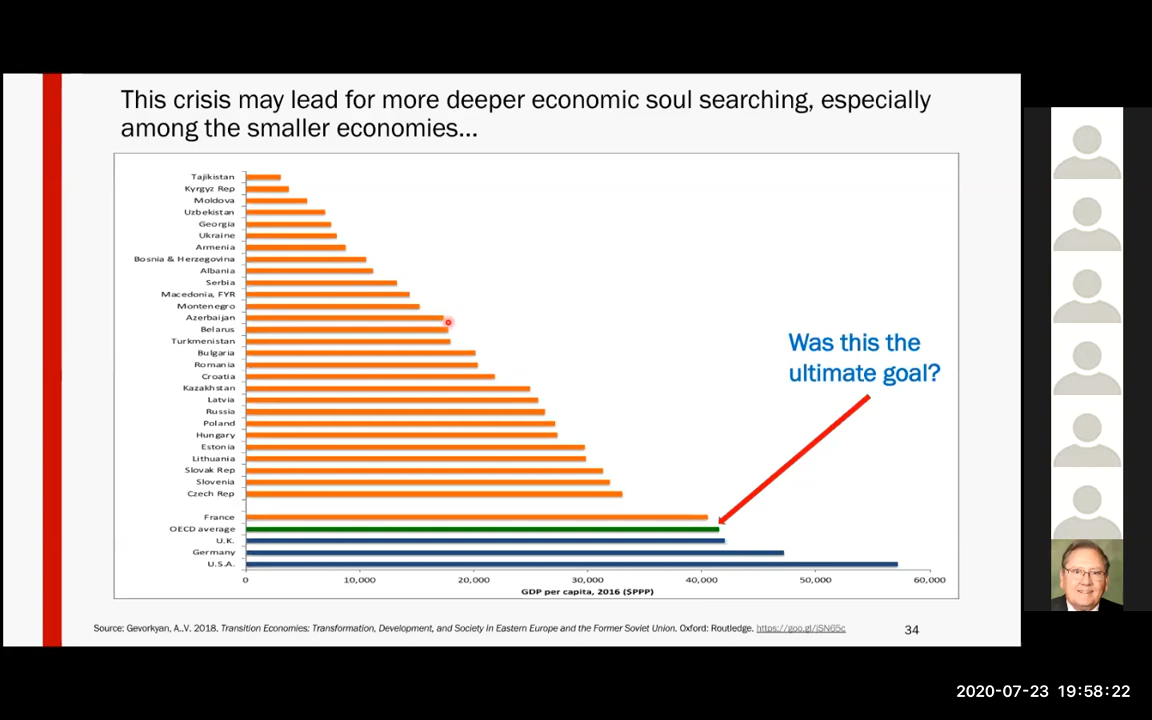 This crisis may lead for more deeper economic soul searching, especially
among the smaller economies...
Tajikistan
Kyrgyz Rep
Moldova
Uzbekistan
Georgia
Ukraine
Armenia
Bosnia & Herzegovina
Albania
Serbia
Macedonia, FYR
Montenegro
Azerbaijan
Belarus
Turkmenistan
Bulgaria
Romania
Croatia
Kazakhstan
Latvia
Russia
Poland
Hungary
Estonia
Lithuania
Slovak Rep
Slovenia
Czech Rep
France
OECD average
U.K.
Germany
U.S.A.
0 10,000 20,000 30,000 40,000 50,000 60,000
GDP per capita, 2016 ($PPP)
Was this the
ultimate goal?
Source: Gevorkyan, A..V. 2018. Transition Economies: Transformation, Development, and Society in Eastern Europe and the Former Soviet Union. Oxford: Routledge. https://goo.gl/jSN65c
34
2020-07-23 19:58:22